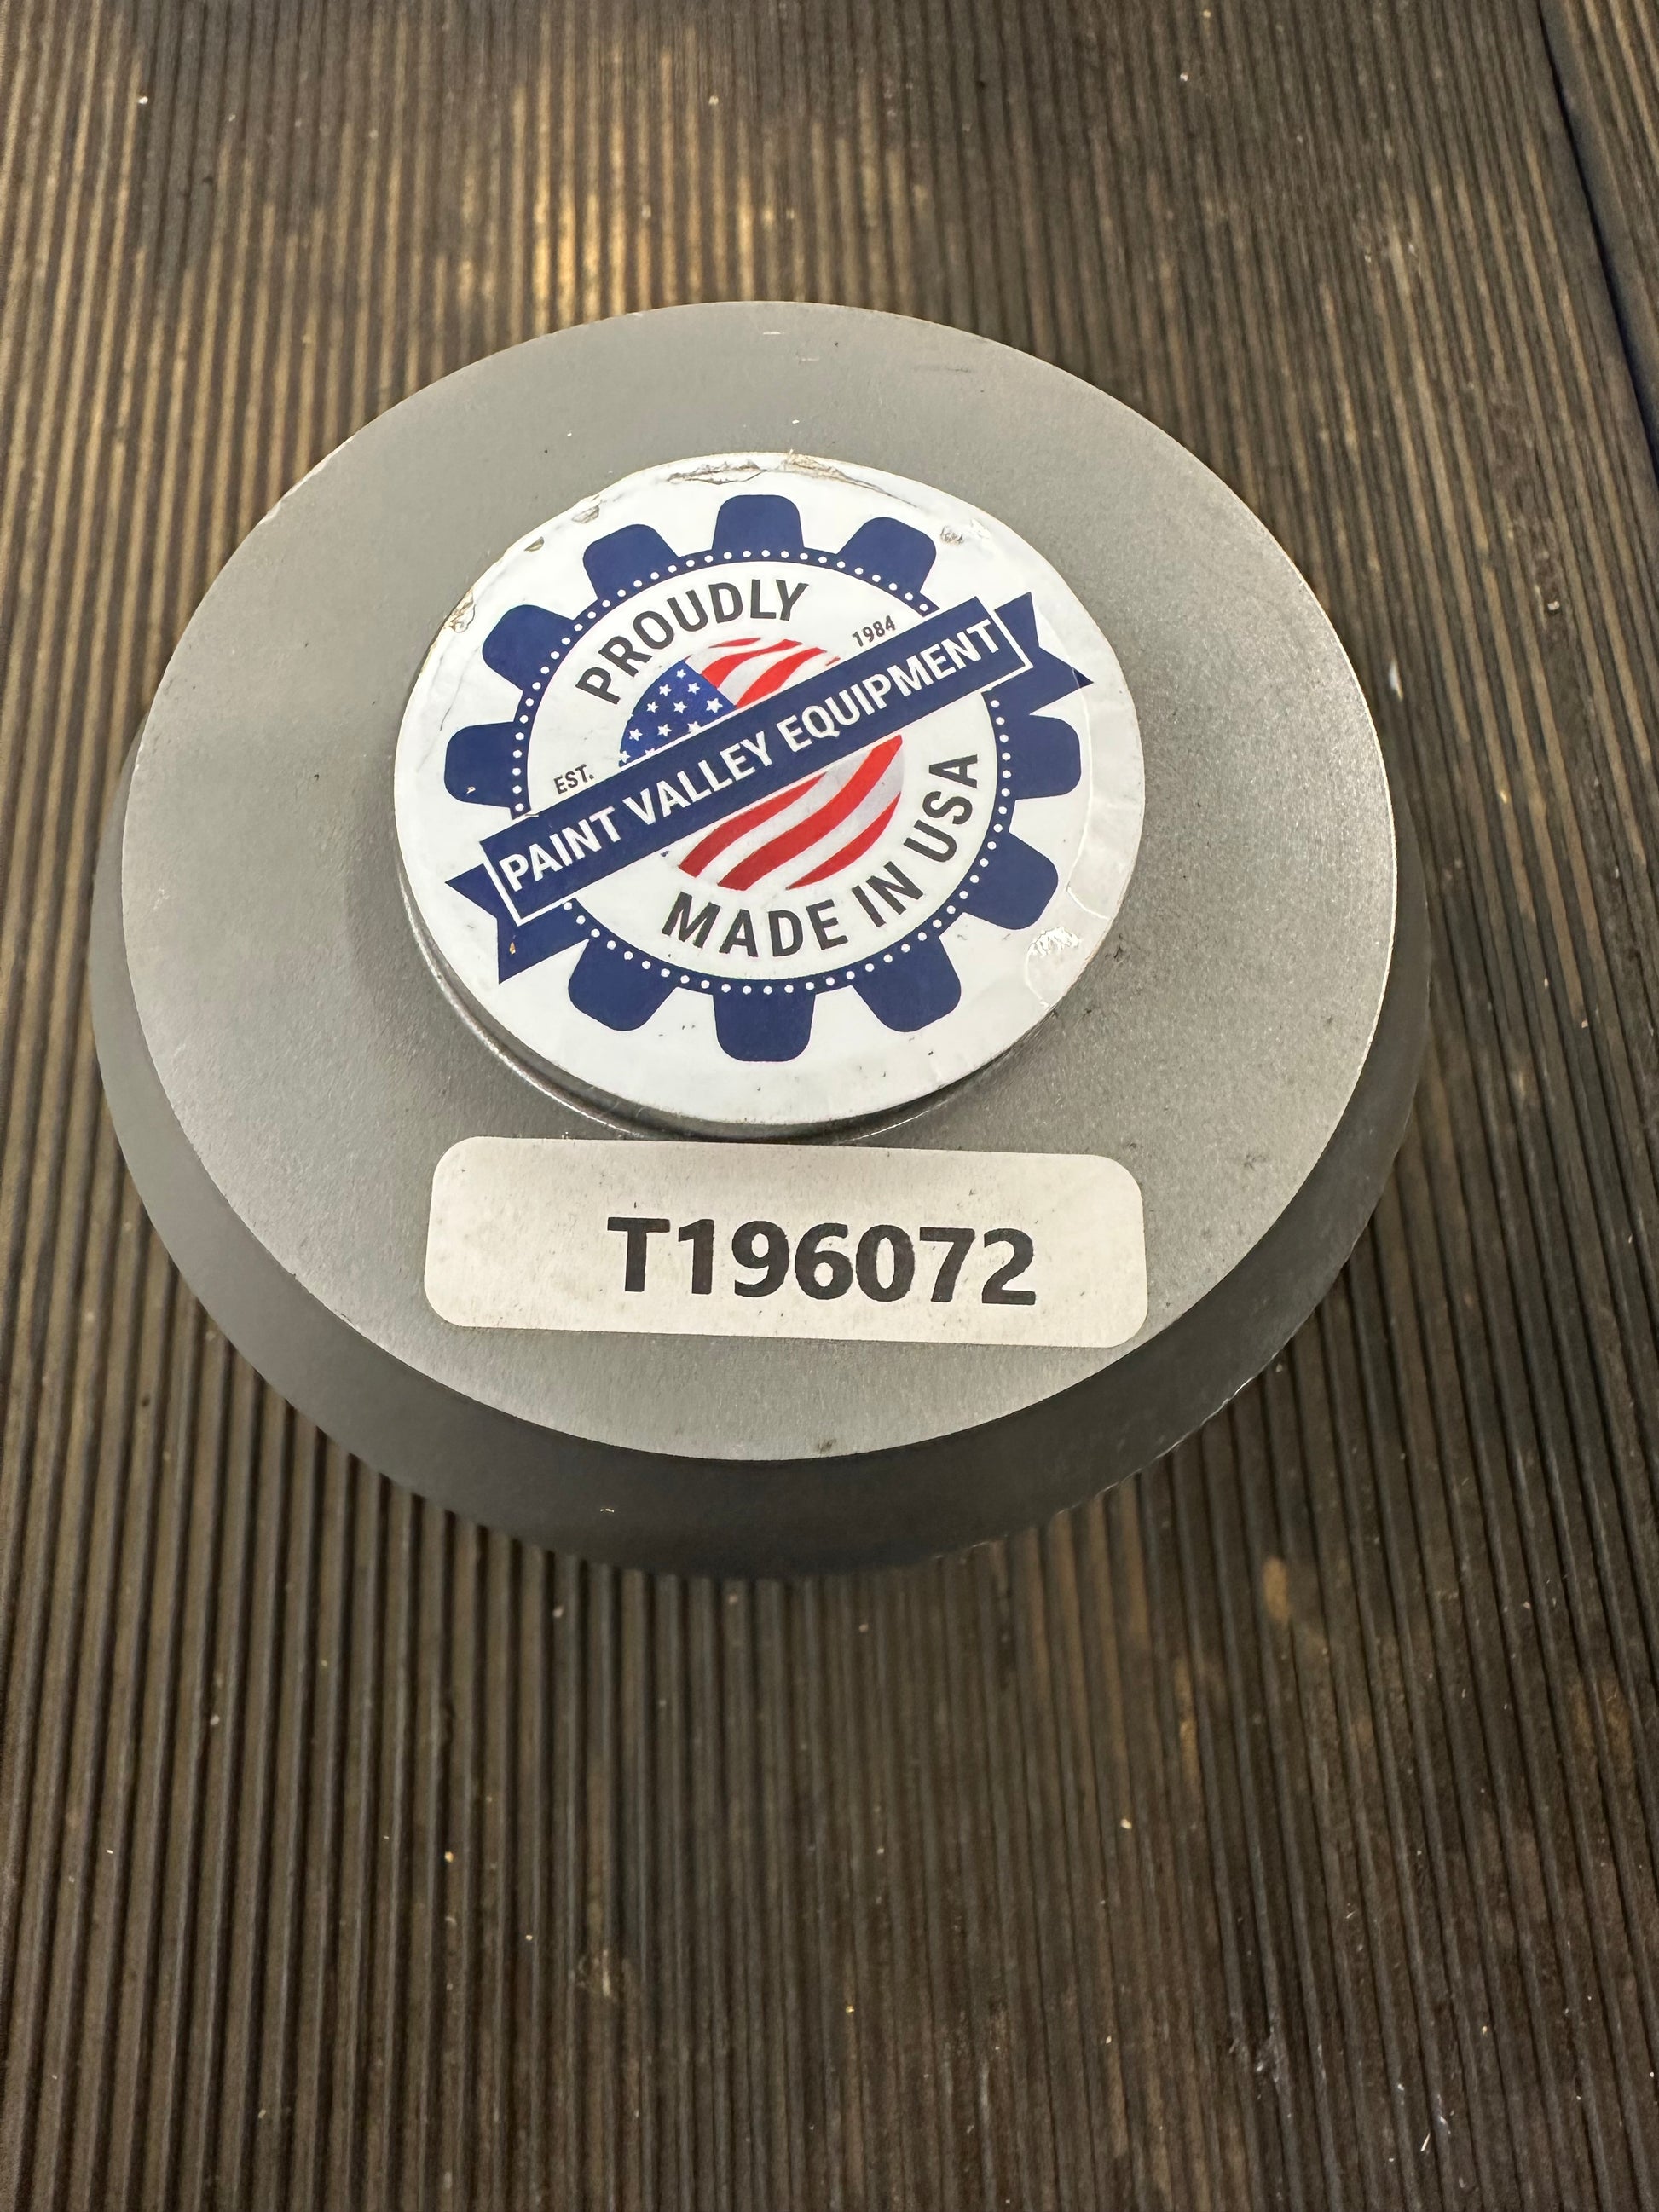 PROUDLY
EST. 1984
PAINT VALLEY EQUIPMENT
MADE IN USA
T196072